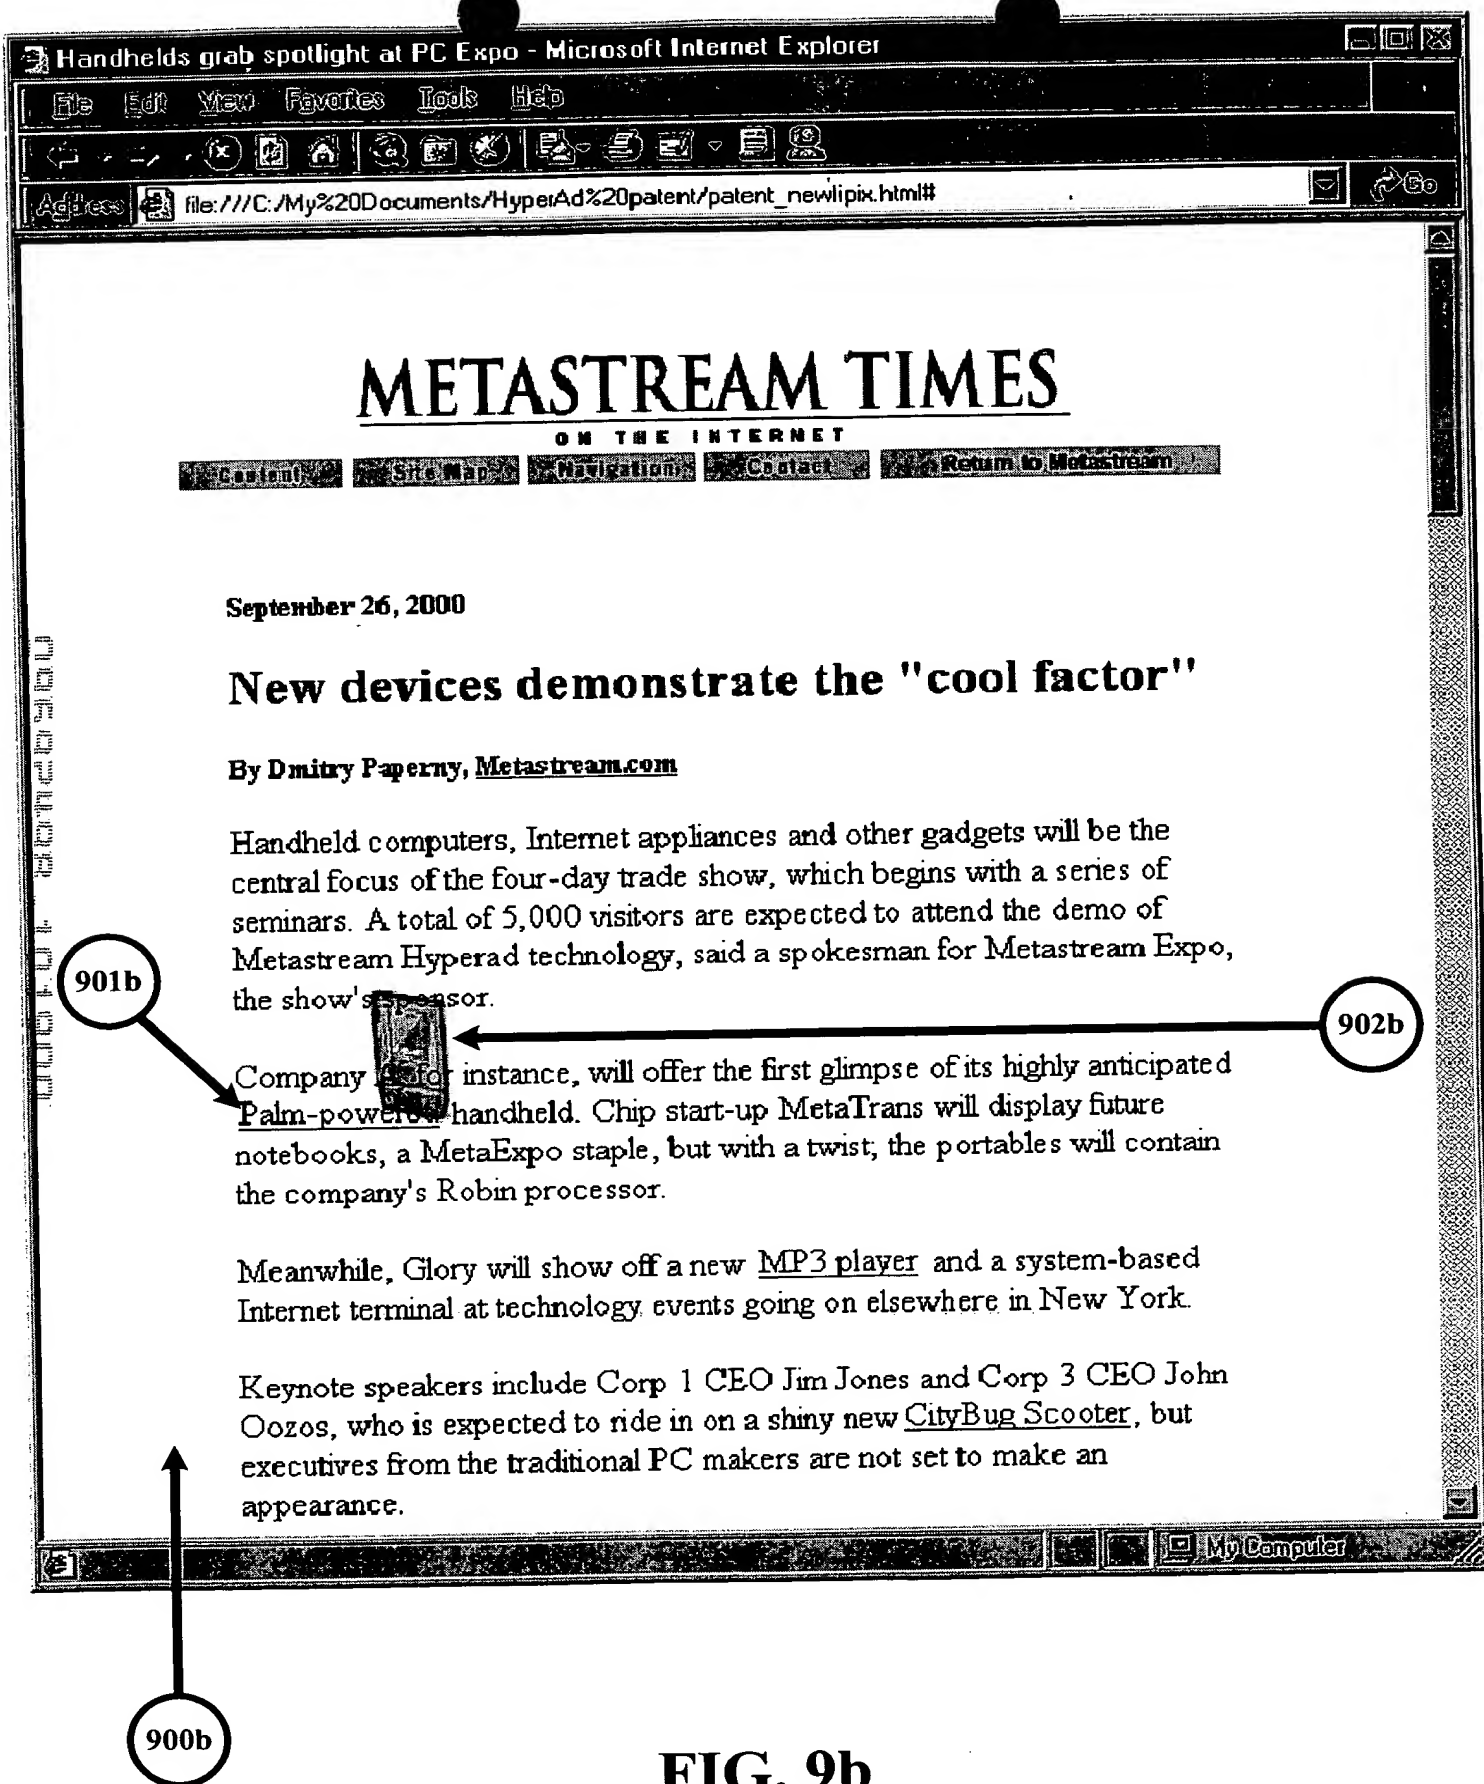 Handhelds grab spotlight at PC Expo - Microsoft Internet Explorer
File Edit View Favorites Tools Help
Address file:///C:/My%20Documents/HyperAd%20patent/patent_newlipix.html# Go
METASTREAM TIMES
ON THE INTERNET
Content Site Map Navigation Contact Return to Metastream
September 26, 2000
New devices demonstrate the "cool factor"
By Dmitry Paperny, Metastream.com
Handheld computers, Internet appliances and other gadgets will be the
central focus of the four-day trade show, which begins with a series of
seminars. A total of 5,000 visitors are expected to attend the demo of
Metastream Hyperad technology, said a spokesman for Metastream Expo,
901b
the show's sponsor.
902b
Company for instance, will offer the first glimpse of its highly anticipated
Palm-powered handheld. Chip start-up MetaTrans will display future
notebooks, a MetaExpo staple, but with a twist; the portables will contain
the company's Robin processor.
Meanwhile, Glory will show off a new MP3 player and a system-based
Internet terminal at technology events going on elsewhere in New York.
Keynote speakers include Corp 1 CEO Jim Jones and Corp 3 CEO John
Oozos, who is expected to ride in on a shiny new CityBug Scooter, but
executives from the traditional PC makers are not set to make an
appearance.
My Computer
900b
FIG. 9b